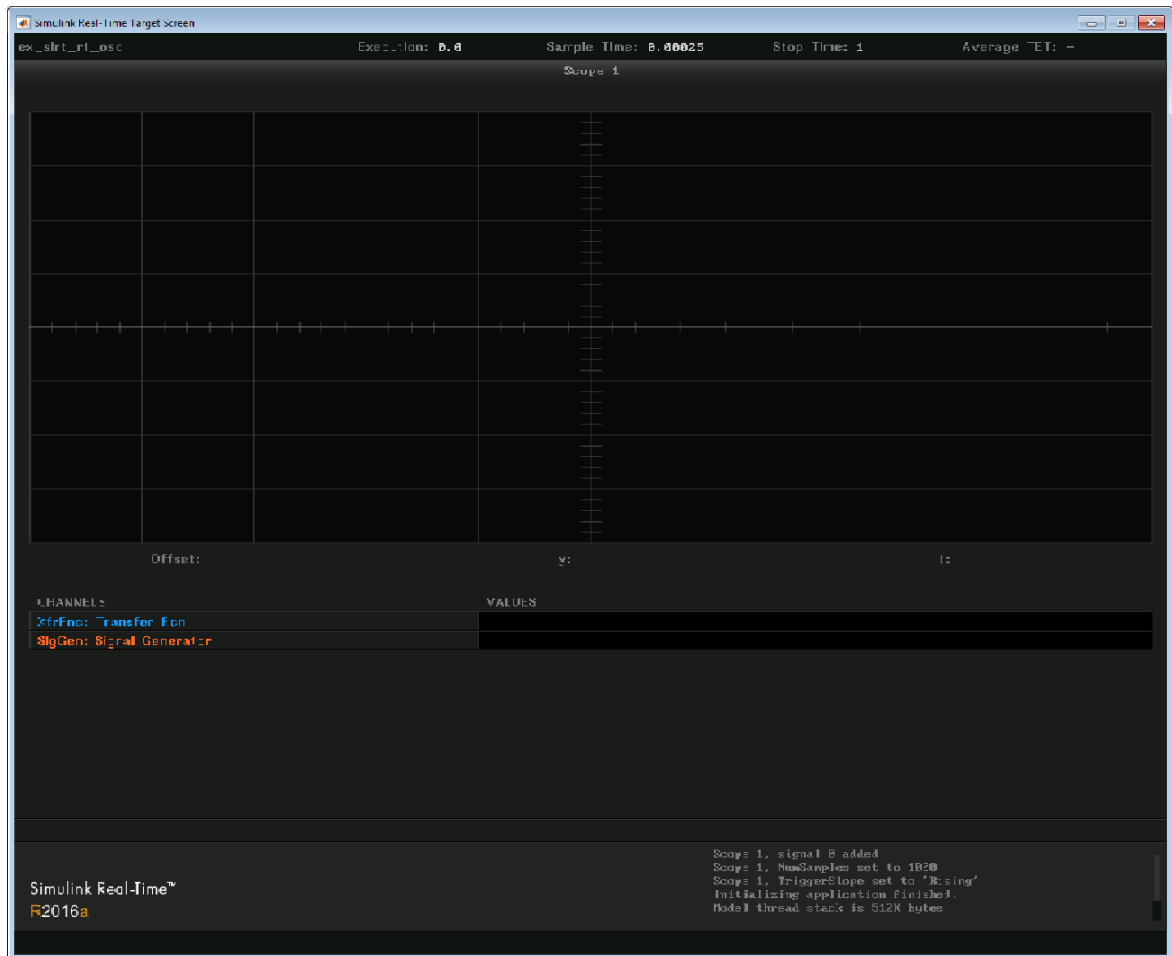 Simulink Real-Time Target Screen
ex_slrt_rt_osc Execution: 0.0 Sample Time: 0.00025 Stop Time: 1 Average TET: -
Scope 1
Offset: y: t:
CHANNELS VALUES
XfrFnc: Transfer Fcn
SigGen: Signal Generator
Scope 1, signal 0 added
Scope 1, NumSamples set to 1020
Scope 1, TriggerSlope set to 'Rising'
Initializing application finished.
Model thread stack is 512K bytes
Simulink Real-Time™
R2016a